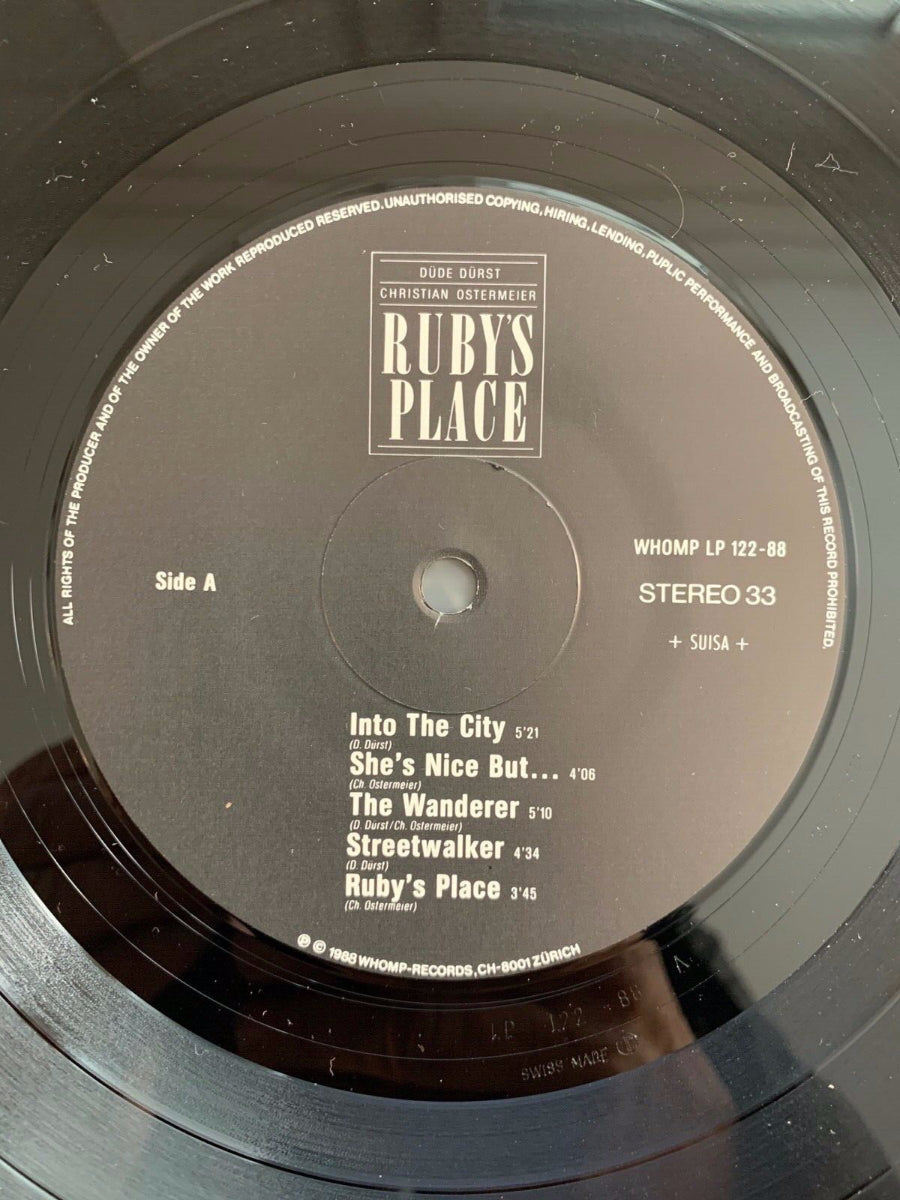 ALL RIGHTS OF THE PRODUCER AND OF THE OWNER OF THE WORK REPRODUCED RESERVED. UNAUTHORISED COPYING, HIRING, LENDING, PUPLIC PERFORMANCE AND BROADCASTING OF THIS RECORD PROHIBITED.
DÜDE DÜRST
CHRISTIAN OSTERMEIER
RUBY'S
PLACE
WHOMP LP 122-88
Side A
STEREO 33
+ SUISA +
Into The City 5'21
(D. Dürst)
She's Nice But... 4'06
(Ch. Ostermeier)
The Wanderer 5'10
(D. Dürst/Ch. Ostermeier)
Streetwalker 4'34
(D. Dürst)
Ruby's Place 3'45
(Ch. Ostermeier)
℗ © 1988 WHOMP-RECORDS, CH-8001 ZÜRICH
LP 122-88 A
SWISS MADE